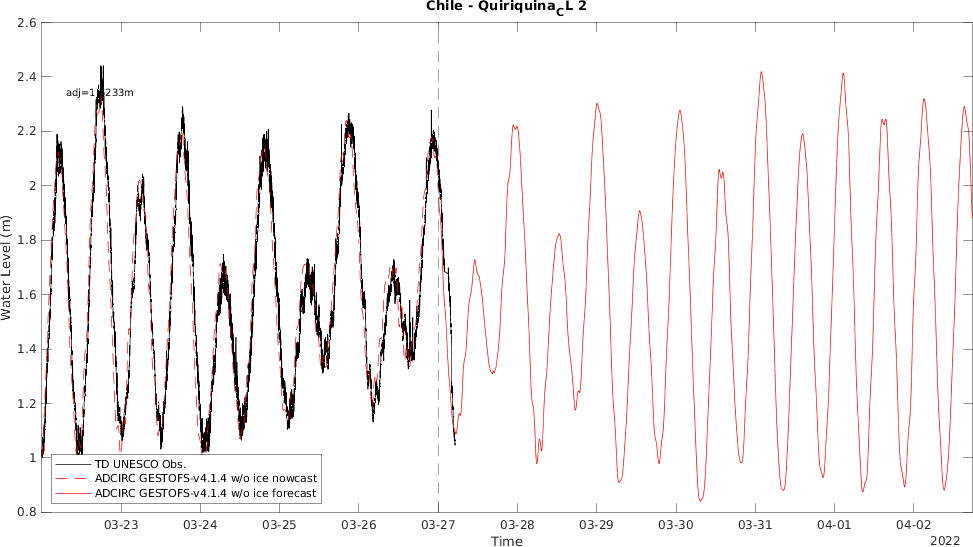 Chile - Quiriquina_CL 2
2.6
2.4
2.2
2
1.8
1.6
1.4
1.2
1
0.8
Water Level (m)
TD UNESCO Obs.
ADCIRC GESTOFS-v4.1.4 w/o ice nowcast
ADCIRC GESTOFS-v4.1.4 w/o ice forecast
03-23 03-24 03-25 03-26 03-27 03-28 03-29 03-30 03-31 04-01 04-02
Time
2022